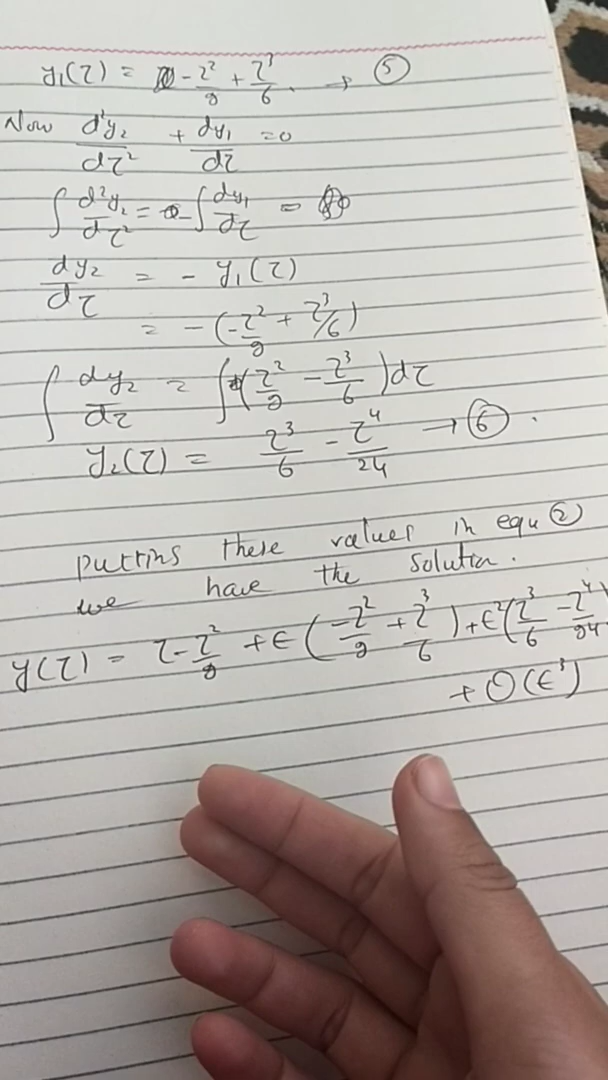 y₁(τ) = -τ²/2 + τ³/6. → ⑤
Now d²y₂/dτ² + dy₁/dτ = 0
∫ d²y₂/dτ² = - ∫ dy₁/dτ =
dy₂/dτ = - y₁(τ)
= - (-τ²/2 + τ³/6)
∫ dy₂/dτ = ∫ (τ²/2 - τ³/6) dτ
y₂(τ) = τ³/6 - τ⁴/24 → ⑥.
putting these values in equ ②
we have the solution.
y(τ) = τ - τ²/2 + ϵ (-τ²/2 + τ³/6) + ϵ² (τ³/6 - τ⁴/24)
+ O(ϵ³)